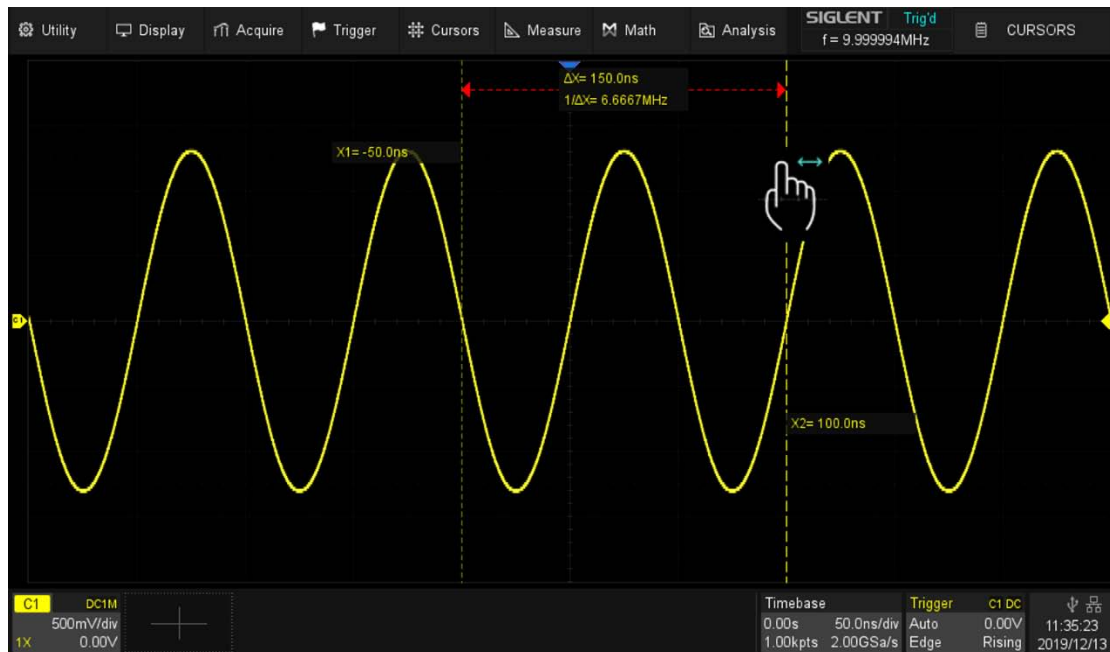 Utility Display Acquire Trigger Cursors Measure Math Analysis SIGLENT Trig'd CURSORS
f = 9.999994MHz
ΔX= 150.0ns
1/ΔX= 6.6667MHz
X1= -50.0ns
C1
X2= 100.0ns
C1 DC1M Timebase Trigger C1 DC
500mV/div 0.00s 50.0ns/div Auto 0.00V 11:35:23
1X 0.00V 1.00kpts 2.00GSa/s Edge Rising 2019/12/13